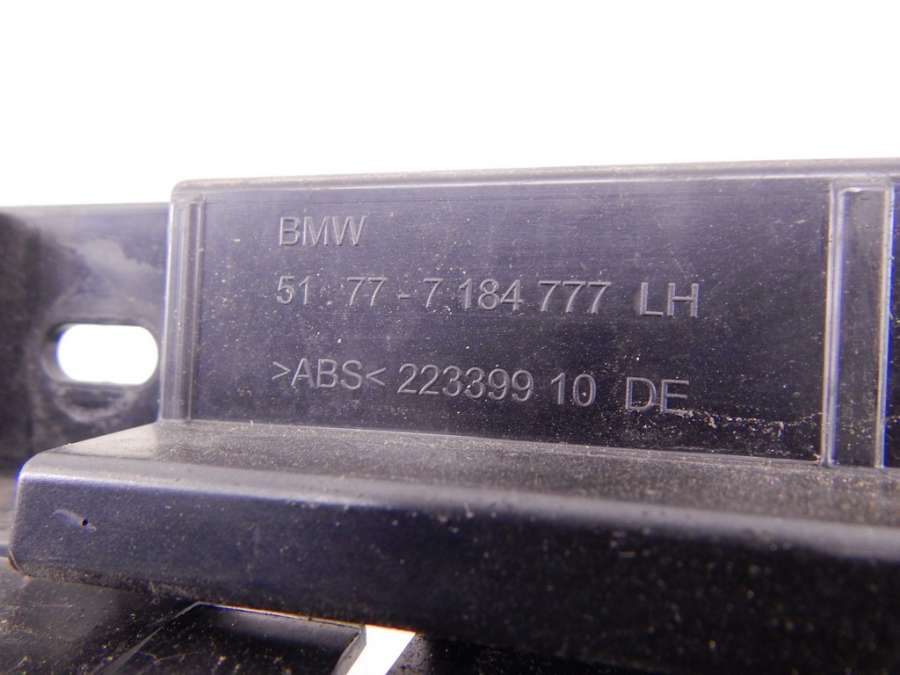 BMW
51.77-7 184 777 LH
>ABS< 223399 10 DE